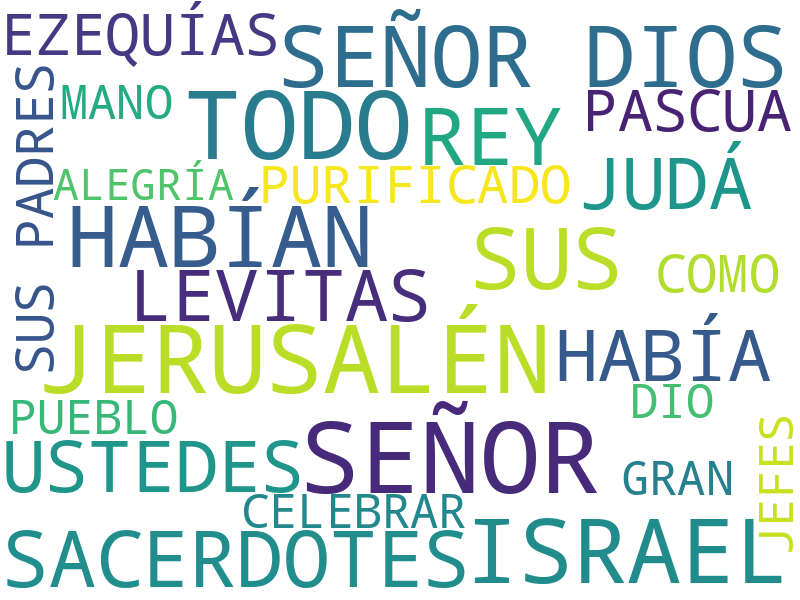 EZEQUÍAS
SEÑOR DIOS
MANO
TODO
REY
PASCUA
SUS PADRES
ALEGRÍA
PURIFICADO
JUDÁ
HABÍAN
SUS
COMO
LEVITAS
SUS
JERUSALÉN
HABÍA
DIO
PUEBLO
SEÑOR
USTEDES
GRAN
JEFES
CELEBRAR
SACERDOTES
ISRAEL